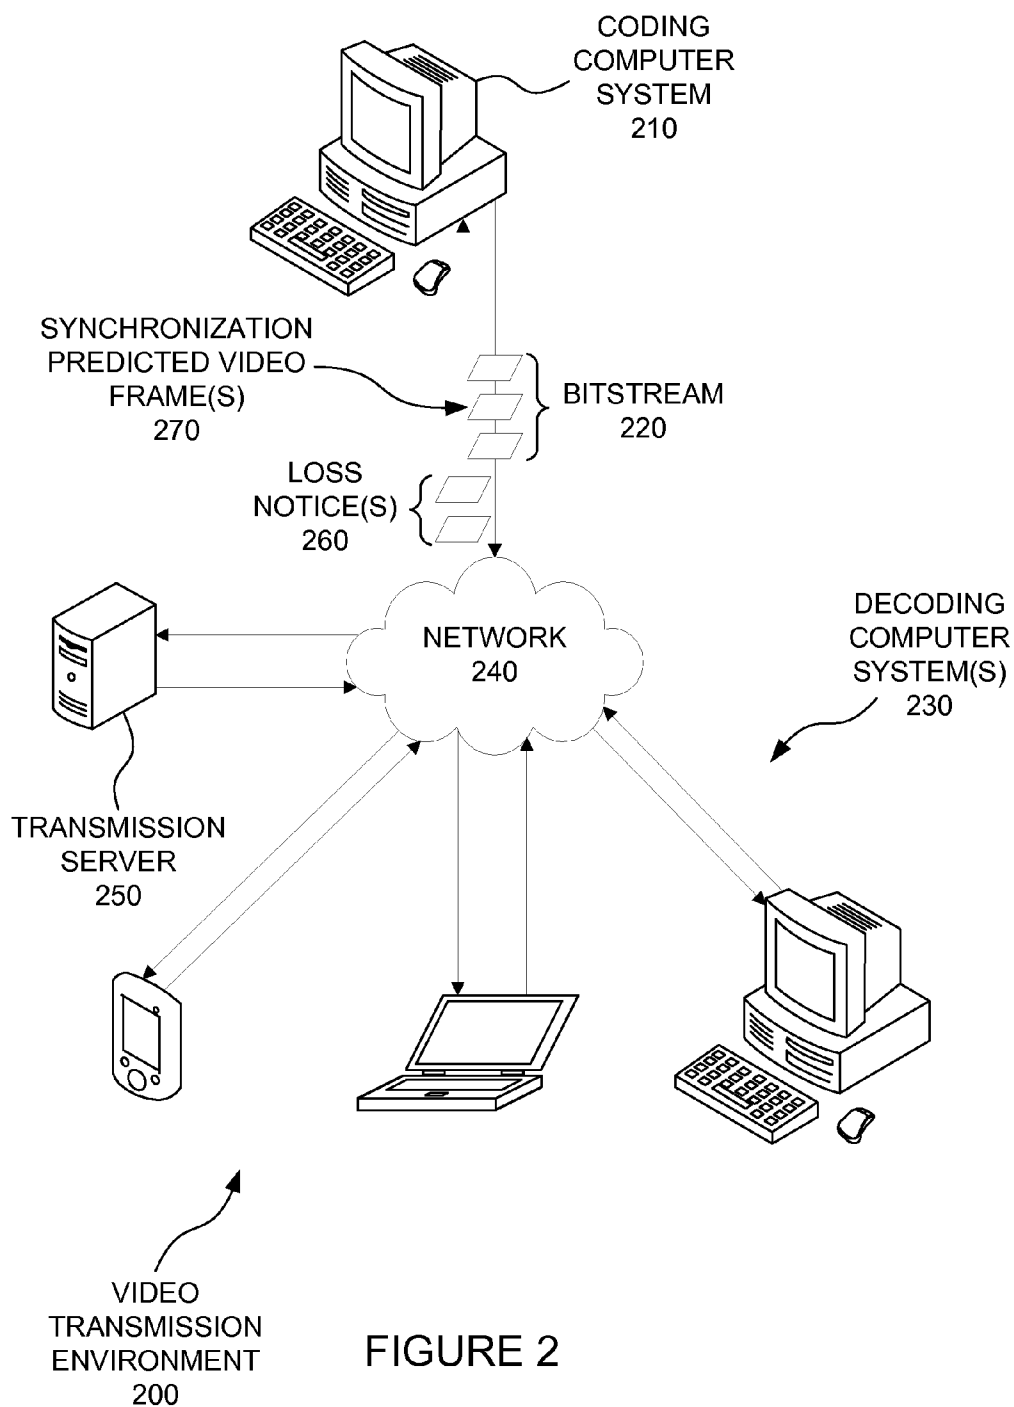 CODING
COMPUTER
SYSTEM
210
SYNCHRONIZATION
PREDICTED VIDEO
FRAME(S)
270
BITSTREAM
220
LOSS
NOTICE(S)
260
NETWORK
240
DECODING
COMPUTER
SYSTEM(S)
230
TRANSMISSION
SERVER
250
VIDEO
TRANSMISSION
ENVIRONMENT
200
FIGURE 2